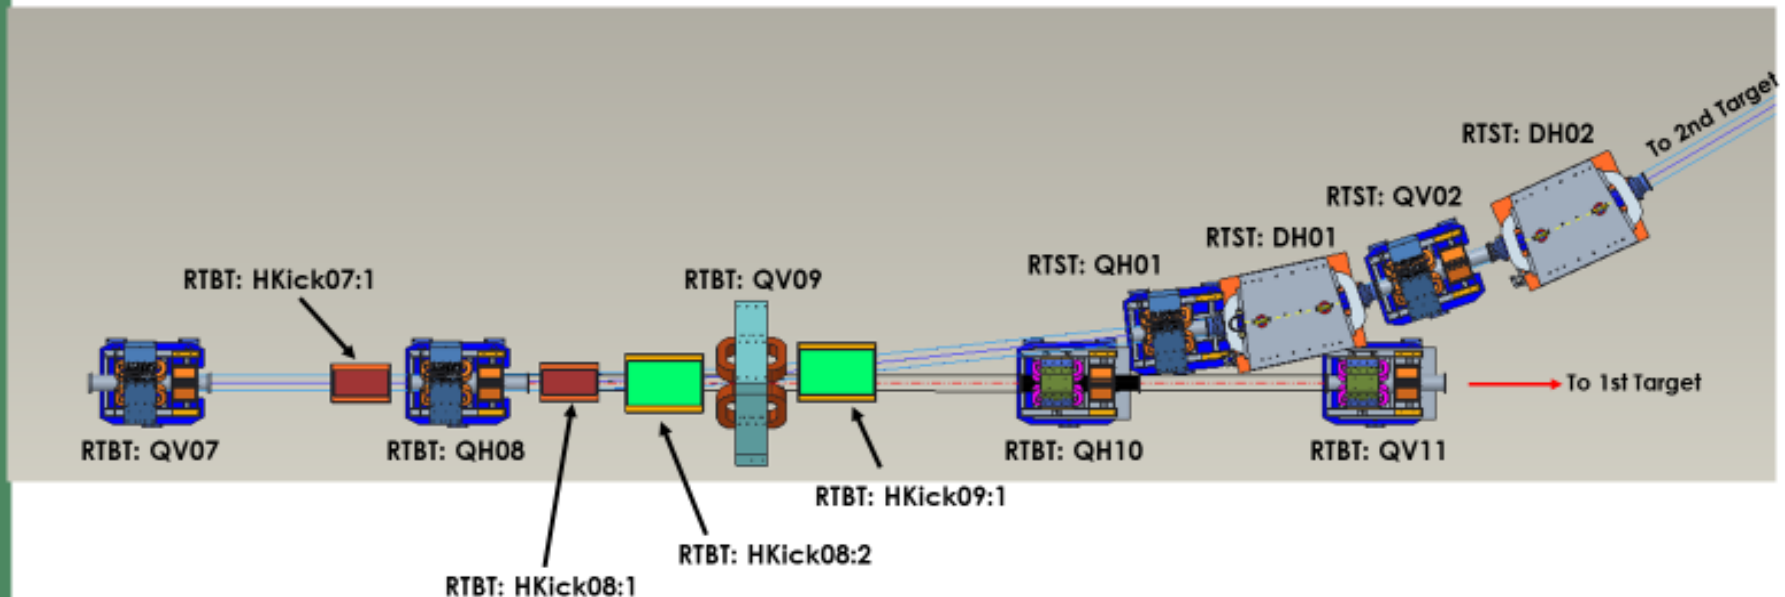 To 2nd Target
RTST: DH02
RTST: QV02
RTST: DH01
RTST: QH01
RTBT: HKick07:1
RTBT: QV09
To 1st Target
RTBT: QV07
RTBT: QH08
RTBT: QH10
RTBT: QV11
RTBT: HKick09:1
RTBT: HKick08:2
RTBT: HKick08:1